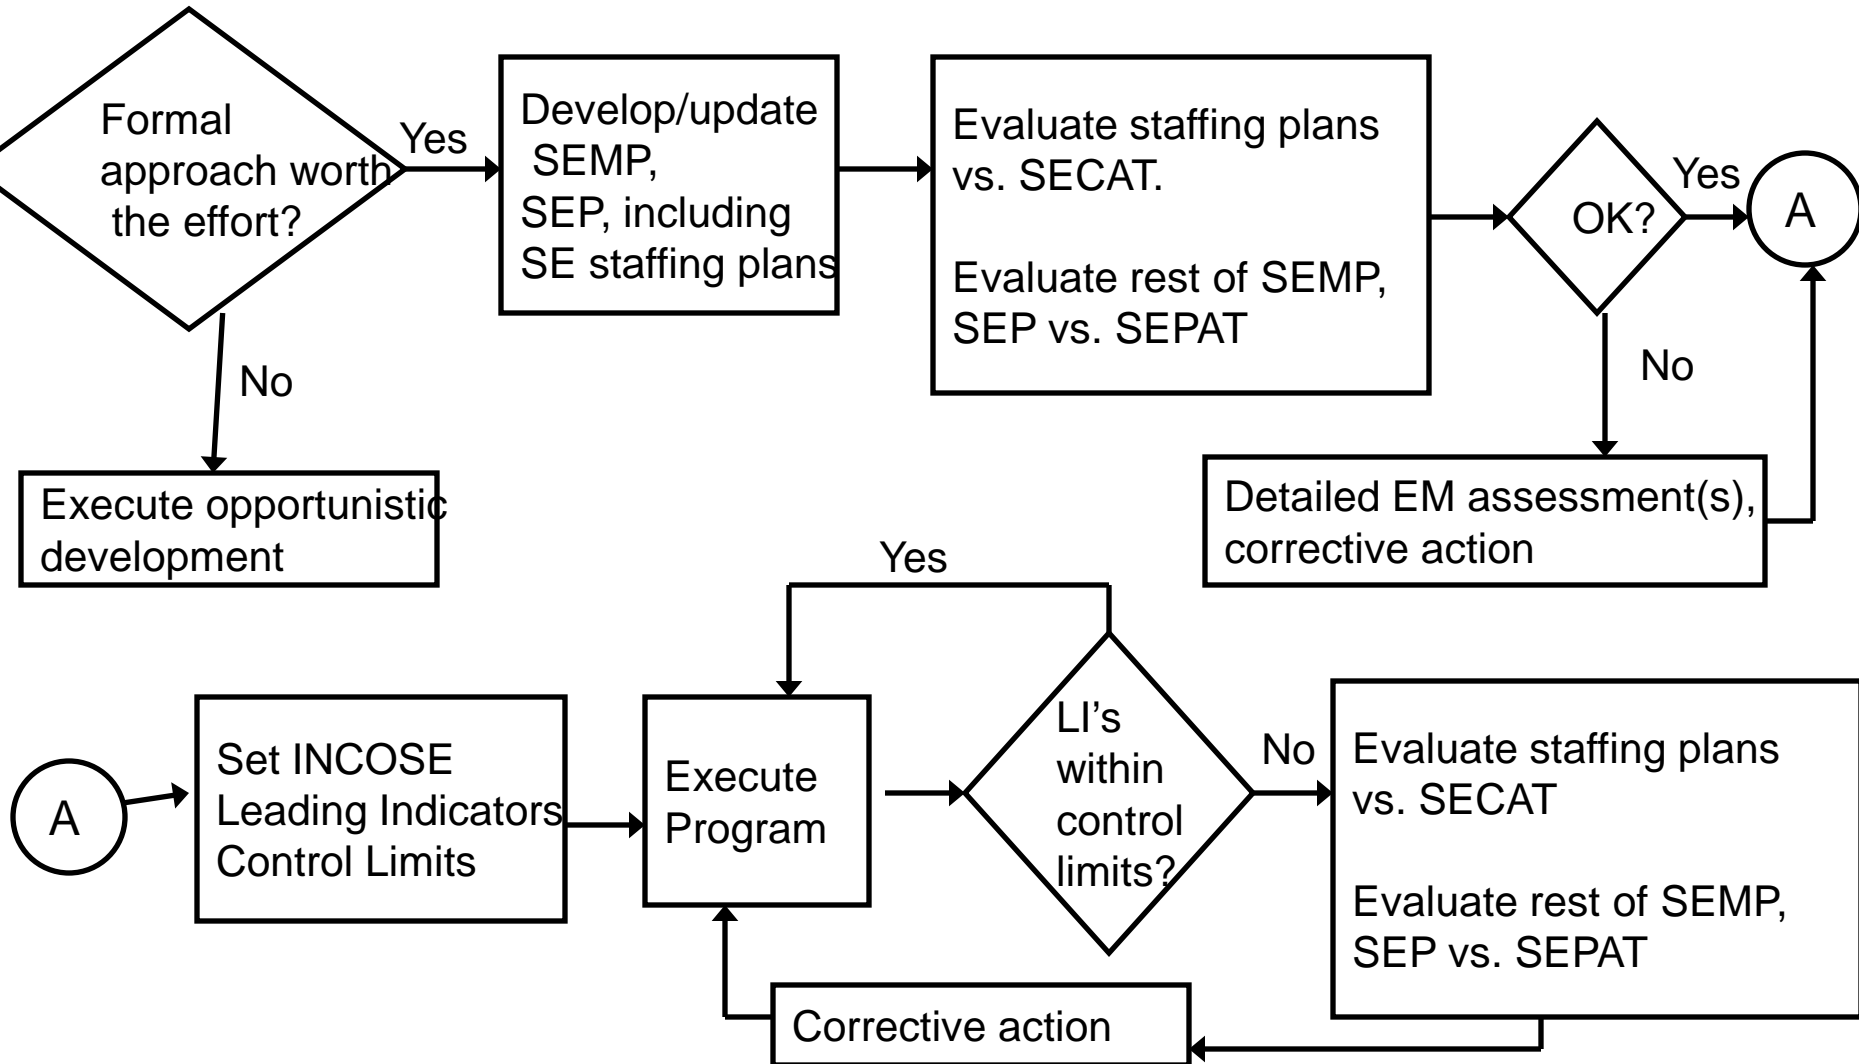 Formal
approach worth
the effort?
Yes
Develop/update
SEMP,
SEP, including
SE staffing plans
Evaluate staffing plans
vs. SECAT.
Evaluate rest of SEMP,
SEP vs. SEPAT
OK?
Yes
A
No
No
Execute opportunistic
development
Detailed EM assessment(s),
corrective action
Yes
A
Set INCOSE
Leading Indicators
Control Limits
Execute
Program
LI’s
within
control
limits?
No
Evaluate staffing plans
vs. SECAT
Evaluate rest of SEMP,
SEP vs. SEPAT
Corrective action